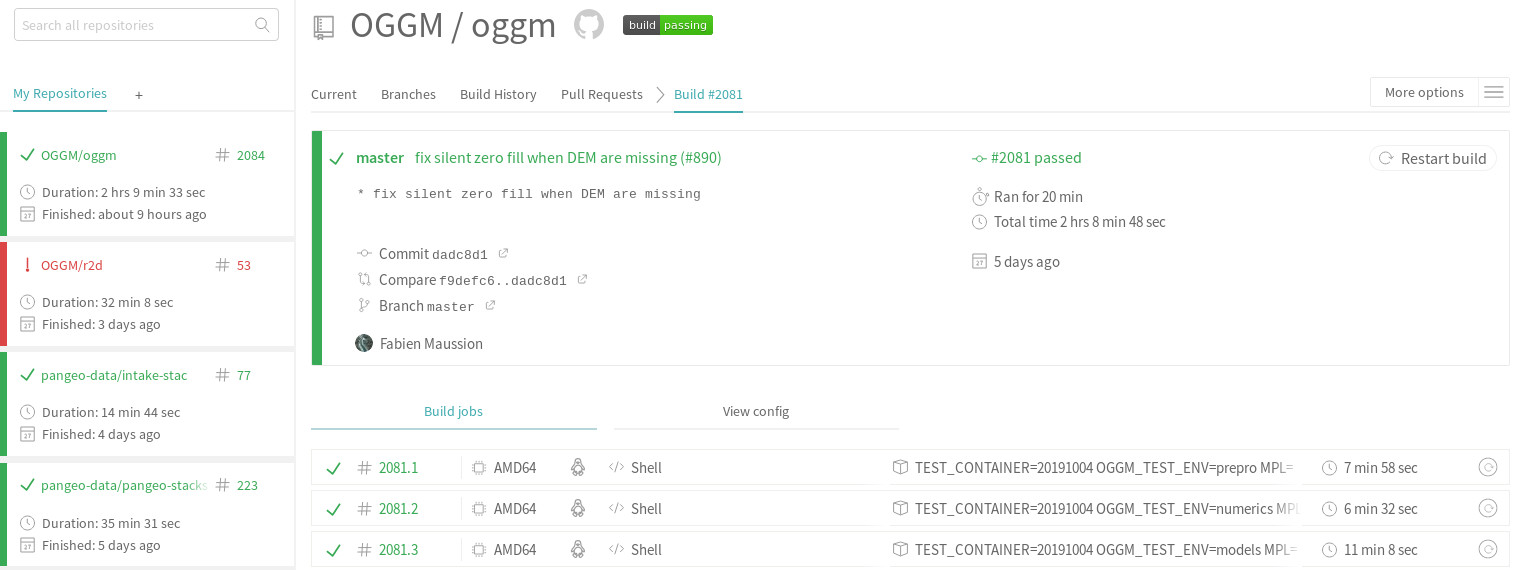 Search all repositories
My Repositories +
OGGM/oggm # 2084
Duration: 2 hrs 9 min 33 sec
Finished: about 9 hours ago
OGGM/r2d # 53
Duration: 32 min 8 sec
Finished: 3 days ago
pangeo-data/intake-stac # 77
Duration: 14 min 44 sec
Finished: 4 days ago
pangeo-data/pangeo-stacks # 223
Duration: 35 min 31 sec
Finished: 5 days ago
OGGM / oggm build passing
Current Branches Build History Pull Requests Build #2081 More options
master fix silent zero fill when DEM are missing (#890)
* fix silent zero fill when DEM are missing
Commit dadc8d1
Compare f9defc6..dadc8d1
Branch master
Fabien Maussion
#2081 passed
Ran for 20 min
Total time 2 hrs 8 min 48 sec
5 days ago
Restart build
Build jobs View config
# 2081.1 AMD64 </> Shell TEST_CONTAINER=20191004 OGGM_TEST_ENV=prepro MPL= 7 min 58 sec
# 2081.2 AMD64 </> Shell TEST_CONTAINER=20191004 OGGM_TEST_ENV=numerics MPL 6 min 32 sec
# 2081.3 AMD64 </> Shell TEST_CONTAINER=20191004 OGGM_TEST_ENV=models MPL= 11 min 8 sec